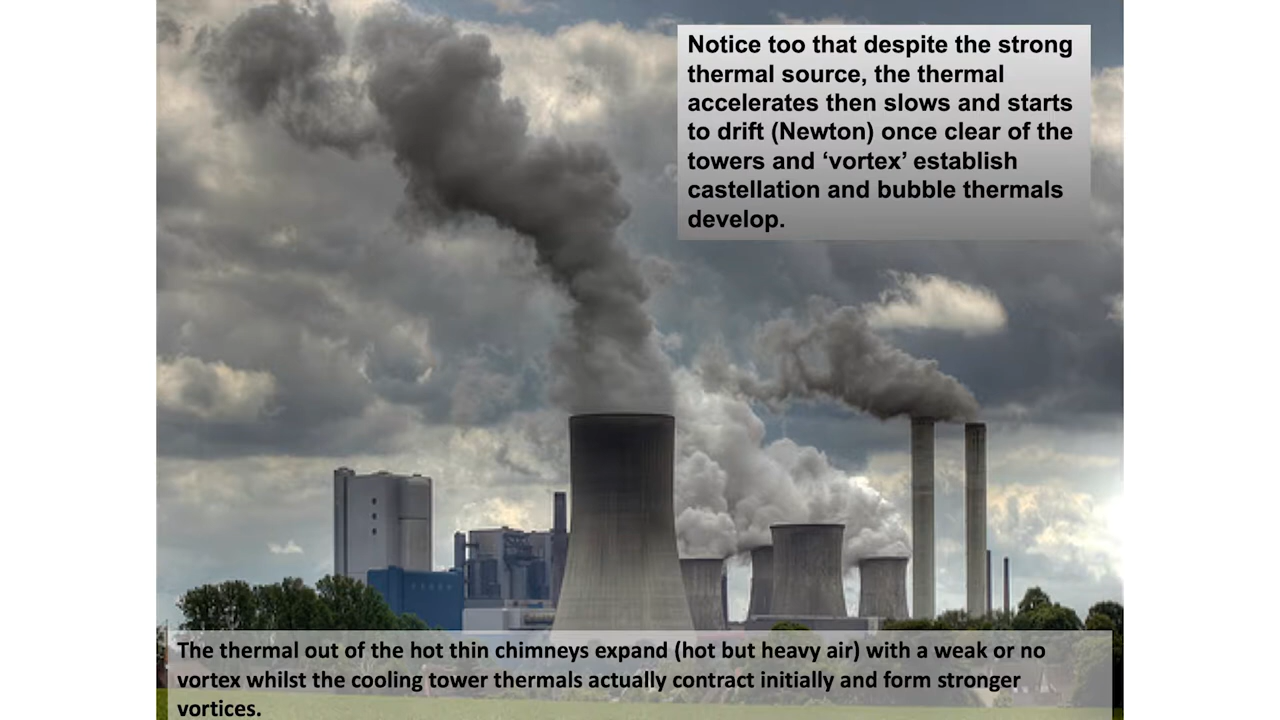 Notice too that despite the strong
thermal source, the thermal
accelerates then slows and starts
to drift (Newton) once clear of the
towers and ‘vortex’ establish
castellation and bubble thermals
develop.
The thermal out of the hot thin chimneys expand (hot but heavy air) with a weak or no
vortex whilst the cooling tower thermals actually contract initially and form stronger
vortices.